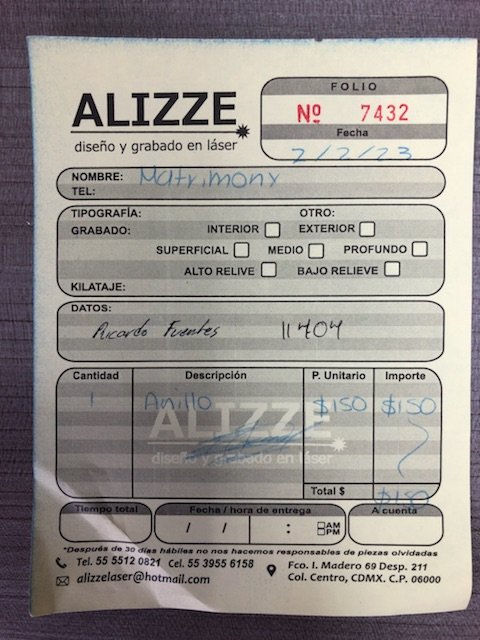 ALIZZE
diseño y grabado en láser
FOLIO
Nº 7432
Fecha
2/2/23
NOMBRE: Matrimony
TEL:
TIPOGRAFÍA: OTRO:
GRABADO: INTERIOR EXTERIOR
SUPERFICIAL MEDIO PROFUNDO
ALTO RELIVE BAJO RELIEVE
KILATAJE:
DATOS:
Ricardo Fuentes 11404
Cantidad Descripción P. Unitario Importe
1 Anillo $150 $150
ALIZZE
diseño y grabado en láser
Total $ $150
Tiempo total Fecha / hora de entrega A cuenta
/ / : AM
PM
*Después de 30 días hábiles no nos hacemos responsables de piezas olvidadas
Tel. 55 5512 0821 Cel. 55 3955 6158
alizzelaser@hotmail.com
Fco. I. Madero 69 Desp. 211
Col. Centro, CDMX. C.P. 06000